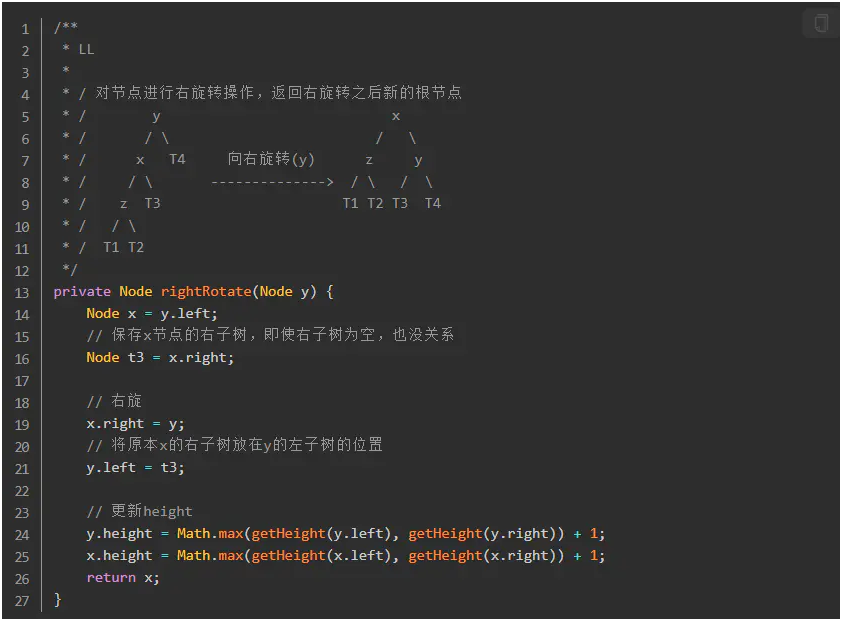 1 /**
2  * LL
3  *
4  * / 对节点进行右旋转操作，返回右旋转之后新的根节点
5  * /        y                             x
6  * /       / \                          /   \
7  * /      x   T4     向右旋转(y)       z     y
8  * /     / \       -------------->   / \   / \
9  * /    z  T3                       T1 T2 T3  T4
10  * /   / \
11  * /  T1 T2
12  */
13 private Node rightRotate(Node y) {
14     Node x = y.left;
15     // 保存x节点的右子树，即使右子树为空，也没关系
16     Node t3 = x.right;
17
18     // 右旋
19     x.right = y;
20     // 将原本x的右子树放在y的左子树的位置
21     y.left = t3;
22
23     // 更新height
24     y.height = Math.max(getHeight(y.left), getHeight(y.right)) + 1;
25     x.height = Math.max(getHeight(x.left), getHeight(x.right)) + 1;
26     return x;
27 }